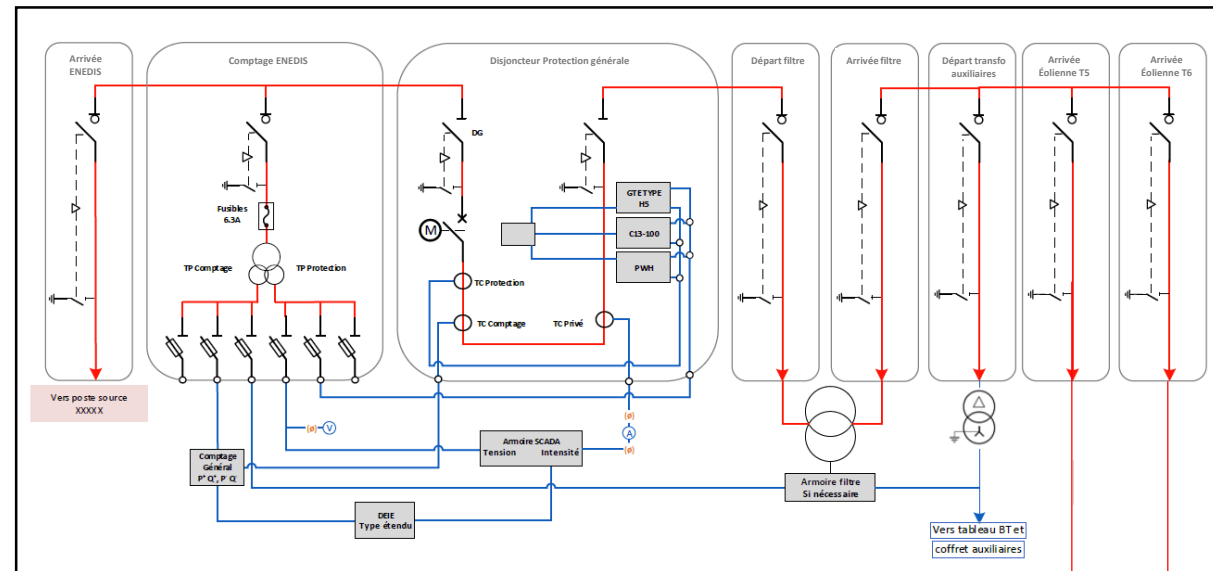 Arrivée
ENEDIS
Comptage ENEDIS
Disjoncteur Protection générale
Départ filtre
Arrivée filtre
Départ transfo
auxiliaires
Arrivée
Éolienne T5
Arrivée
Éolienne T6
DG
Fusibles
6.3A
M
GTE TYPE
H5
C13-100
PWH
TP Comptage
TP Protection
TC Protection
TC Comptage
TC Privé
Vers poste source
XXXXX
(ø)
V
(ø)
A
(ø)
Comptage
Général
P⁺ Q⁺, P⁻ Q⁻
Armoire SCADA
Tension Intensité
DEIE
Type étendu
Armoire filtre
Si nécessaire
Vers tableau BT et
coffret auxiliaires